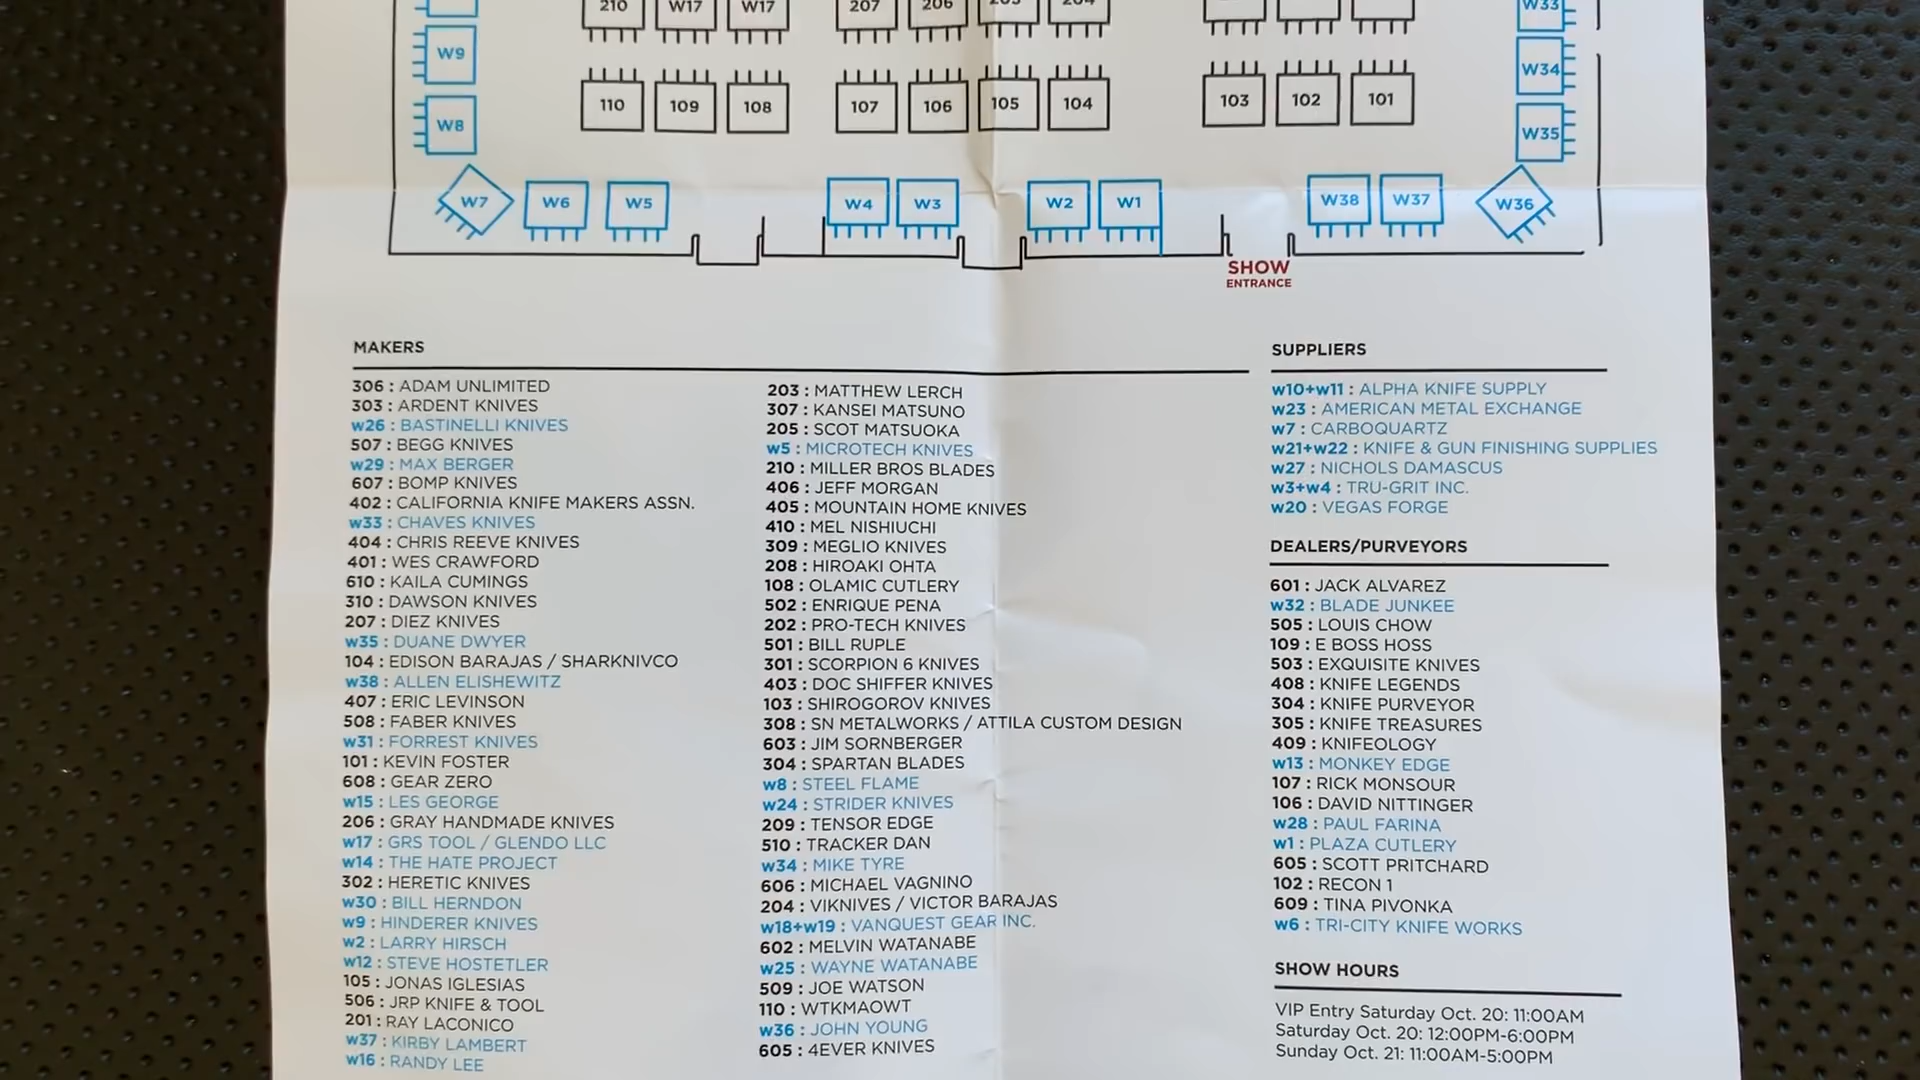 210 W17 W17 207 206 205 204 W33
W9 W34
110 109 108 107 106 105 104 103 102 101
W8 W35
W7 W6 W5 W4 W3 W2 W1 W38 W37 W36
SHOW
ENTRANCE
MAKERS
306 : ADAM UNLIMITED
303 : ARDENT KNIVES
w26 : BASTINELLI KNIVES
507 : BEGG KNIVES
w29 : MAX BERGER
607 : BOMP KNIVES
402 : CALIFORNIA KNIFE MAKERS ASSN.
w33 : CHAVES KNIVES
404 : CHRIS REEVE KNIVES
401 : WES CRAWFORD
610 : KAILA CUMINGS
310 : DAWSON KNIVES
207 : DIEZ KNIVES
w35 : DUANE DWYER
104 : EDISON BARAJAS / SHARKNIVCO
w38 : ALLEN ELISHEWITZ
407 : ERIC LEVINSON
508 : FABER KNIVES
w31 : FORREST KNIVES
101 : KEVIN FOSTER
608 : GEAR ZERO
w15 : LES GEORGE
206 : GRAY HANDMADE KNIVES
w17 : GRS TOOL / GLENDO LLC
w14 : THE HATE PROJECT
302 : HERETIC KNIVES
w30 : BILL HERNDON
w9 : HINDERER KNIVES
w2 : LARRY HIRSCH
w12 : STEVE HOSTETLER
105 : JONAS IGLESIAS
506 : JRP KNIFE & TOOL
201 : RAY LACONICO
w37 : KIRBY LAMBERT
w16 : RANDY LEE
203 : MATTHEW LERCH
307 : KANSEI MATSUNO
205 : SCOT MATSUOKA
w5 : MICROTECH KNIVES
210 : MILLER BROS BLADES
406 : JEFF MORGAN
405 : MOUNTAIN HOME KNIVES
410 : MEL NISHIUCHI
309 : MEGLIO KNIVES
208 : HIROAKI OHTA
108 : OLAMIC CUTLERY
502 : ENRIQUE PENA
202 : PRO-TECH KNIVES
501 : BILL RUPLE
301 : SCORPION 6 KNIVES
403 : DOC SHIFFER KNIVES
103 : SHIROGOROV KNIVES
308 : SN METALWORKS / ATTILA CUSTOM DESIGN
603 : JIM SORNBERGER
304 : SPARTAN BLADES
w8 : STEEL FLAME
w24 : STRIDER KNIVES
209 : TENSOR EDGE
510 : TRACKER DAN
w34 : MIKE TYRE
606 : MICHAEL VAGNINO
204 : VIKNIVES / VICTOR BARAJAS
w18+w19 : VANQUEST GEAR INC.
602 : MELVIN WATANABE
w25 : WAYNE WATANABE
509 : JOE WATSON
110 : WTKMAOWT
w36 : JOHN YOUNG
605 : 4EVER KNIVES
SUPPLIERS
w10+w11 : ALPHA KNIFE SUPPLY
w23 : AMERICAN METAL EXCHANGE
w7 : CARBOQUARTZ
w21+w22 : KNIFE & GUN FINISHING SUPPLIES
w27 : NICHOLS DAMASCUS
w3+w4 : TRU-GRIT INC.
w20 : VEGAS FORGE
DEALERS/PURVEYORS
601 : JACK ALVAREZ
w32 : BLADE JUNKEE
505 : LOUIS CHOW
109 : E BOSS HOSS
503 : EXQUISITE KNIVES
408 : KNIFE LEGENDS
304 : KNIFE PURVEYOR
305 : KNIFE TREASURES
409 : KNIFEOLOGY
w13 : MONKEY EDGE
107 : RICK MONSOUR
106 : DAVID NITTINGER
w28 : PAUL FARINA
w1 : PLAZA CUTLERY
605 : SCOTT PRITCHARD
102 : RECON 1
609 : TINA PIVONKA
w6 : TRI-CITY KNIFE WORKS
SHOW HOURS
VIP Entry Saturday Oct. 20: 11:00AM
Saturday Oct. 20: 12:00PM-6:00PM
Sunday Oct. 21: 11:00AM-5:00PM